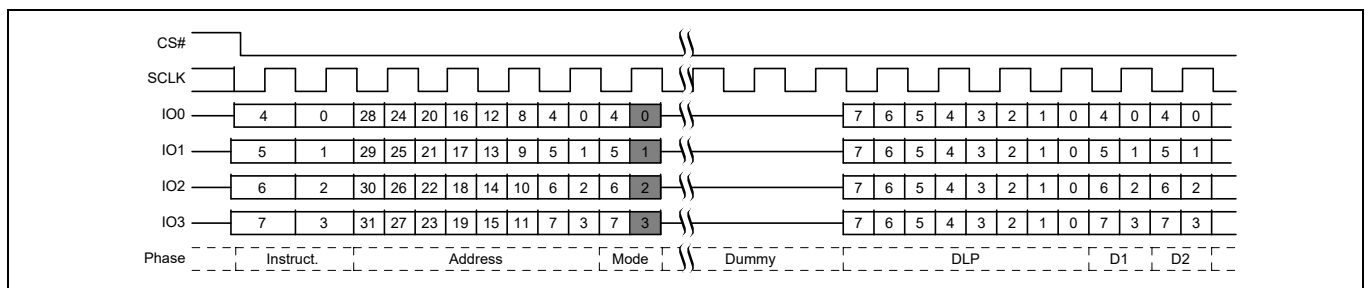 CS#
SCLK
IO0 4 0 28 24 20 16 12 8 4 0 4 0 7 6 5 4 3 2 1 0 4 0 4 0
IO1 5 1 29 25 21 17 13 9 5 1 5 1 7 6 5 4 3 2 1 0 5 1 5 1
IO2 6 2 30 26 22 18 14 10 6 2 6 2 7 6 5 4 3 2 1 0 6 2 6 2
IO3 7 3 31 27 23 19 15 11 7 3 7 3 7 6 5 4 3 2 1 0 7 3 7 3
Phase Instruct. Address Mode Dummy DLP D1 D2